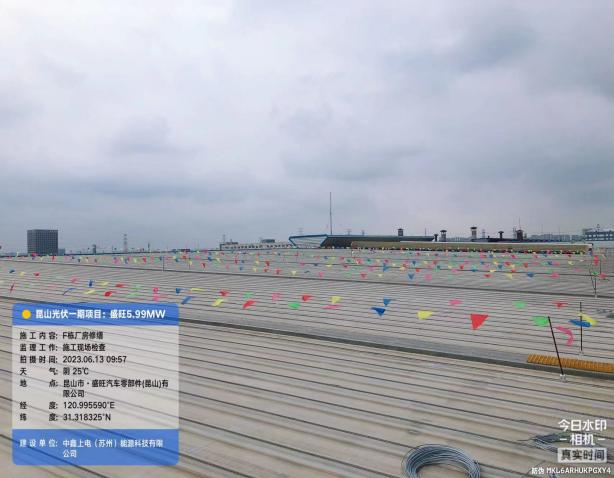 昆山光伏一期项目：盛旺5.99MW
施工内容：F栋厂房修缮
监理工作：施工现场检查
拍摄时间：2023.06.13 09:57
天气：阴 25℃
地点：昆山市·盛旺汽车零部件(昆山)有
限公司
经度：120.995590°E
纬度：31.318325°N
建设单位：中鑫上电（苏州）能源科技有限
公司
今日水印
相机
真实时间
防伪 MKL6ARHUKPGXY4